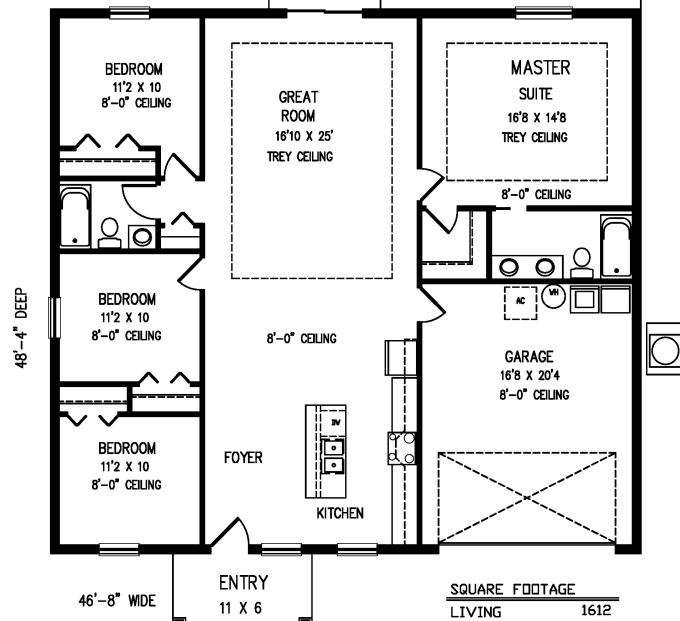 BEDROOM
11'2 X 10
8'-0" CEILING
GREAT
ROOM
16'10 X 25'
TREY CEILING
MASTER
SUITE
16'8 X 14'8
TREY CEILING
8'-0" CEILING
BEDROOM
11'2 X 10
8'-0" CEILING
8'-0" CEILING
AC
WH
GARAGE
16'8 X 20'4
8'-0" CEILING
48'-4" DEEP
BEDROOM
11'2 X 10
8'-0" CEILING
FOYER
DW
KITCHEN
46'-8" WIDE
ENTRY
11 X 6
SQUARE FOOTAGE
LIVING 1612